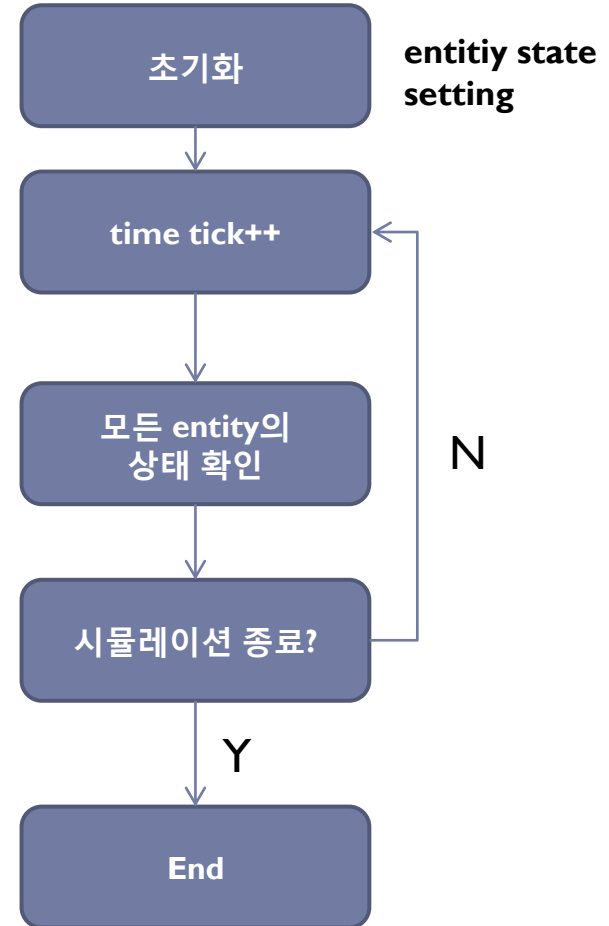 초기화
entitiy state
setting
time tick++
모든 entity의
상태 확인
N
시뮬레이션 종료?
Y
End